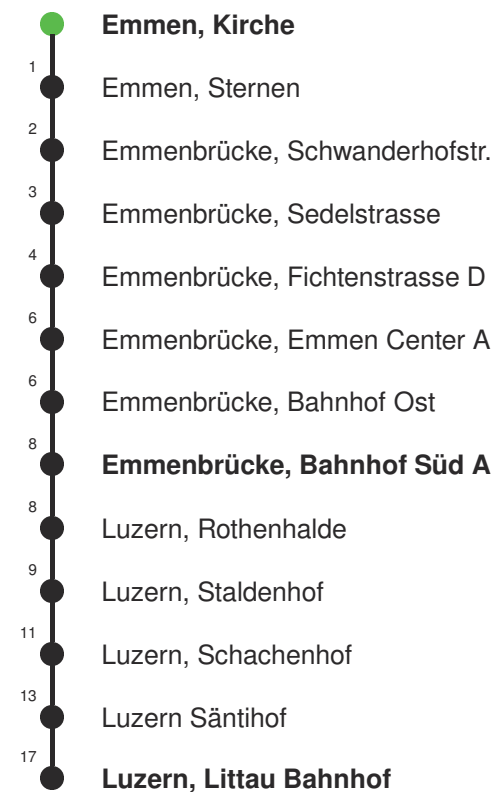 Emmen, Kirche
1
Emmen, Sternen
2
Emmenbrücke, Schwanderhofstr.
3
Emmenbrücke, Sedelstrasse
4
Emmenbrücke, Fichtenstrasse D
6
Emmenbrücke, Emmen Center A
6
Emmenbrücke, Bahnhof Ost
8
Emmenbrücke, Bahnhof Süd A
8
Luzern, Rothenhalde
9
Luzern, Staldenhof
11
Luzern, Schachenhof
13
Luzern Säntihof
17
Luzern, Littau Bahnhof